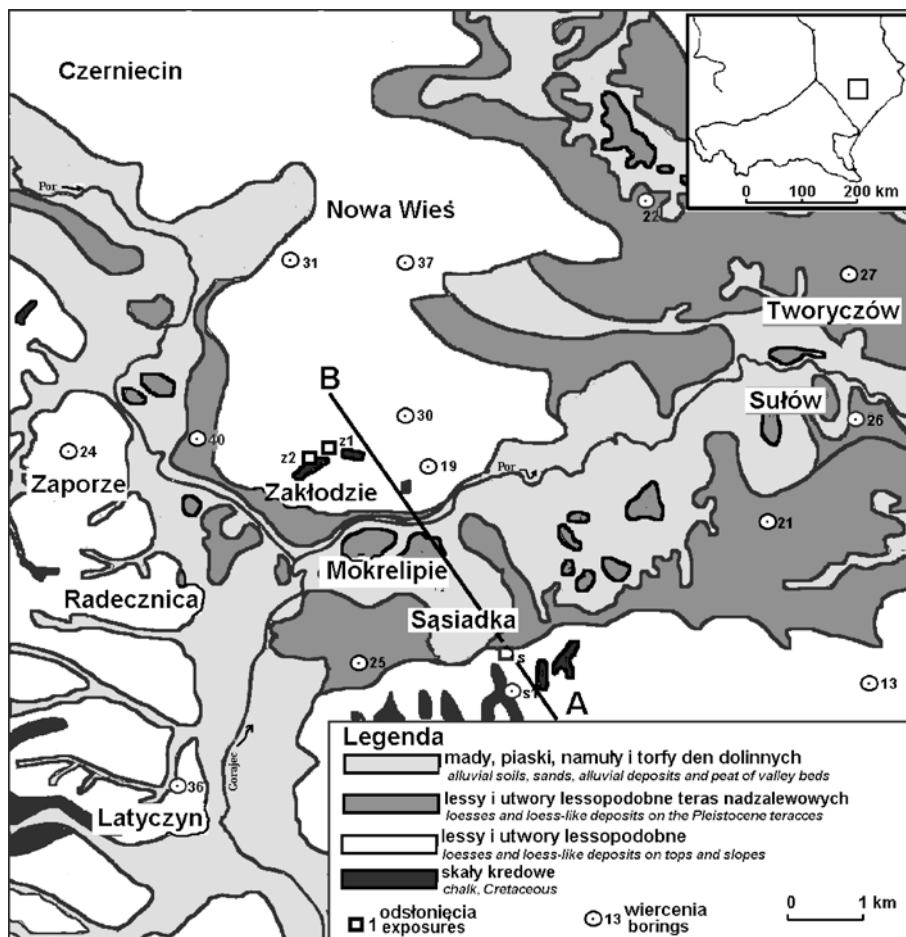 Czerniecin
0 100 200 km
Por
Nowa Wieś
22
31
37
27
Tworyczów
B
Sułów
30
26
40
z1
z2
24
19
Por
Zaporze
Zakłodzie
21
Mokrelipie
Radecznica
Sąsiadka
s
25
s1
13
A
Gorajec
36
Latyczyn
Legenda
mady, piaski, namuły i torfy den dolinnych
alluvial soils, sands, alluvial deposits and peat of valley beds
lessy i utwory lessopodobne teras nadzalewowych
loesses and loess-like deposits on the Pleistocene teracces
lessy i utwory lessopodobne
loesses and loess-like deposits on tops and slopes
skały kredowe
chalk, Cretaceous
1 odsłonięcia
exposures
13 wiercenia
borings
0 1 km